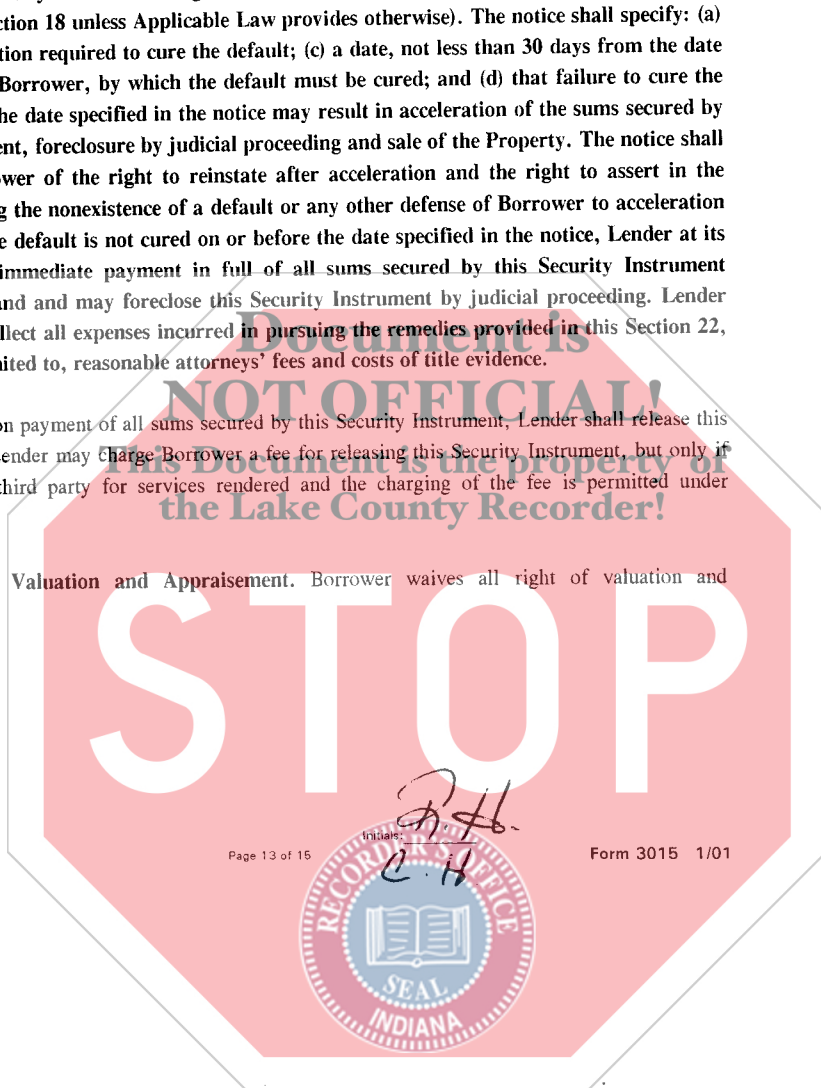 ction 18 unless Applicable Law provides otherwise). The notice shall specify: (a)
tion required to cure the default; (c) a date, not less than 30 days from the date
Borrower, by which the default must be cured; and (d) that failure to cure the
he date specified in the notice may result in acceleration of the sums secured by
ent, foreclosure by judicial proceeding and sale of the Property. The notice shall
ower of the right to reinstate after acceleration and the right to assert in the
g the nonexistence of a default or any other defense of Borrower to acceleration
e default is not cured on or before the date specified in the notice, Lender at its
immediate payment in full of all sums secured by this Security Instrument
and and may foreclose this Security Instrument by judicial proceeding. Lender
llect all expenses incurred in pursuing the remedies provided in this Section 22,
Document is
nited to, reasonable attorneys' fees and costs of title evidence.
NOT OFFICIAL!
on payment of all sums secured by this Security Instrument, Lender shall release this
ender may charge Borrower a fee for releasing this Security Instrument, but only if
This Document is the property of
third party for services rendered and the charging of the fee is permitted under
the Lake County Recorder!
Valuation and Appraisement. Borrower waives all right of valuation and
STOP
Initials: R. H.
Page 13 of 15
C. H
Form 3015 1/01
RECORDER'S OFFICE
SEAL
INDIANA